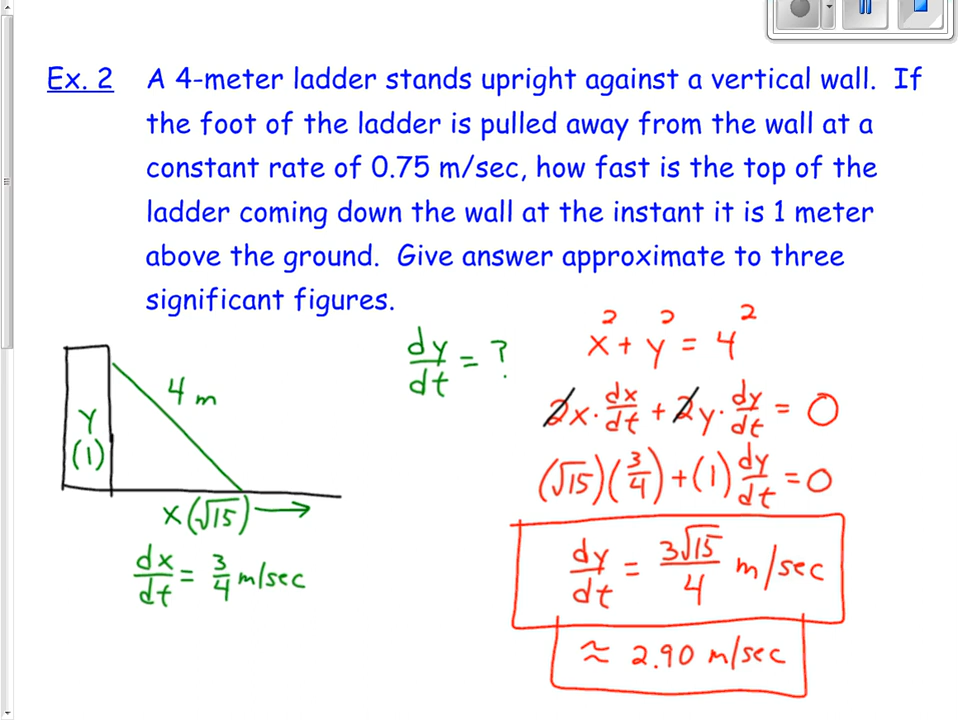 Ex. 2 A 4-meter ladder stands upright against a vertical wall. If
the foot of the ladder is pulled away from the wall at a
constant rate of 0.75 m/sec, how fast is the top of the
ladder coming down the wall at the instant it is 1 meter
above the ground. Give answer approximate to three
significant figures.
dy/dt = ?
x² + y² = 4²
4 m
2x · dx/dt + 2y · dy/dt = 0
y
(1)
(√15)(3/4) + (1) dy/dt = 0
x (√15)
dx/dt = 3/4 m/sec
dy/dt = 3√15/4 m/sec
≈ 2.90 m/sec